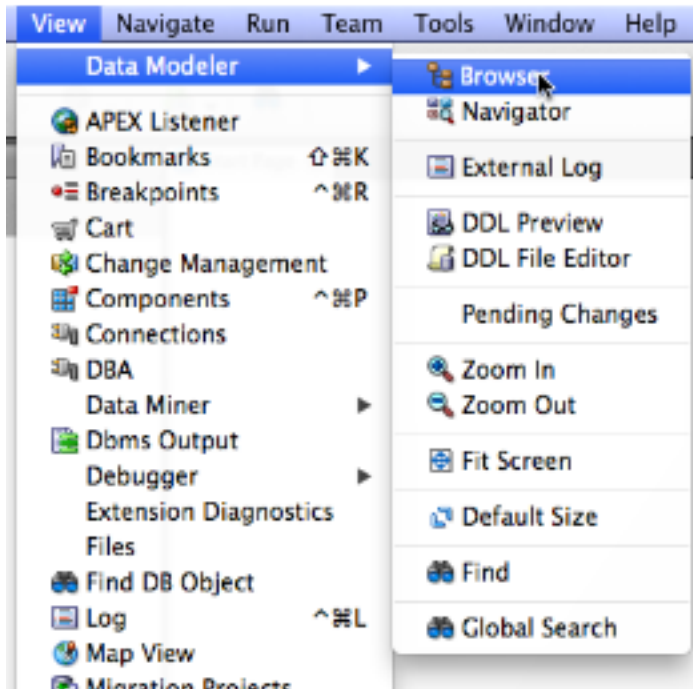 View Navigate Run Team Tools Window Help
Data Modeler
APEX Listener
Bookmarks ⇧⌘K
Breakpoints ^⌘R
Cart
Change Management
Components ^⌘P
Connections
DBA
Data Miner
Dbms Output
Debugger
Extension Diagnostics
Files
Find DB Object
Log ^⌘L
Map View
Migration Projects
Browser
Navigator
External Log
DDL Preview
DDL File Editor
Pending Changes
Zoom In
Zoom Out
Fit Screen
Default Size
Find
Global Search